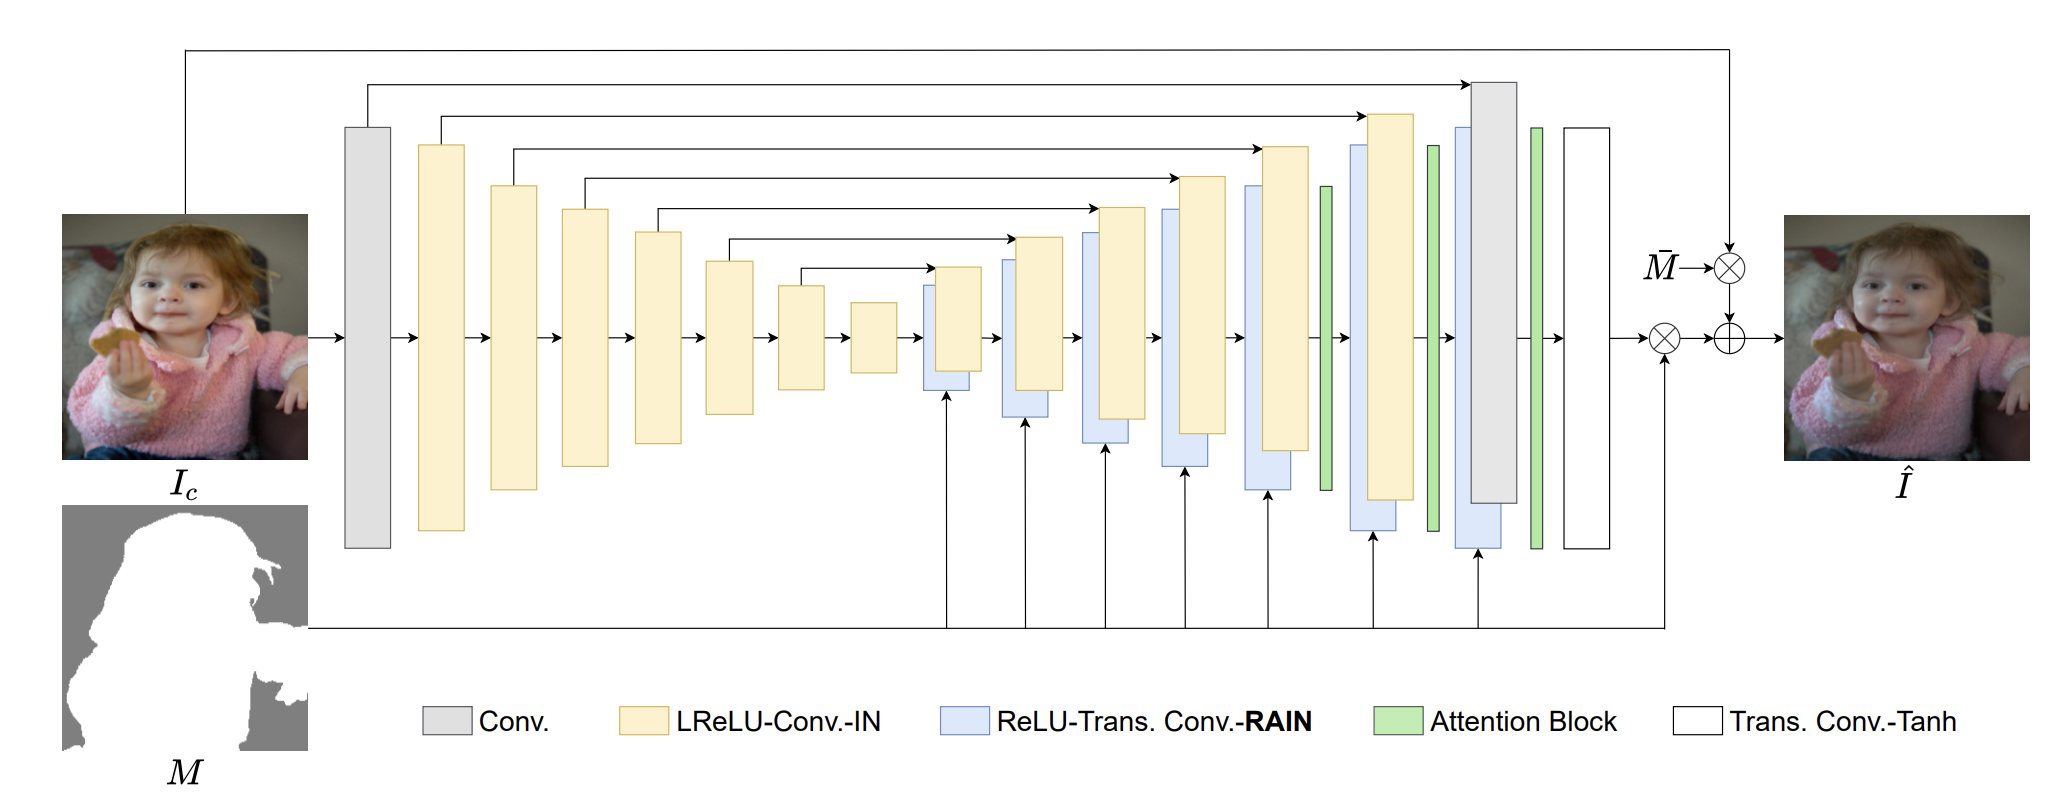 I_c
M
M̄
Î
Conv.
LReLU-Conv.-IN
ReLU-Trans. Conv.-RAIN
Attention Block
Trans. Conv.-Tanh